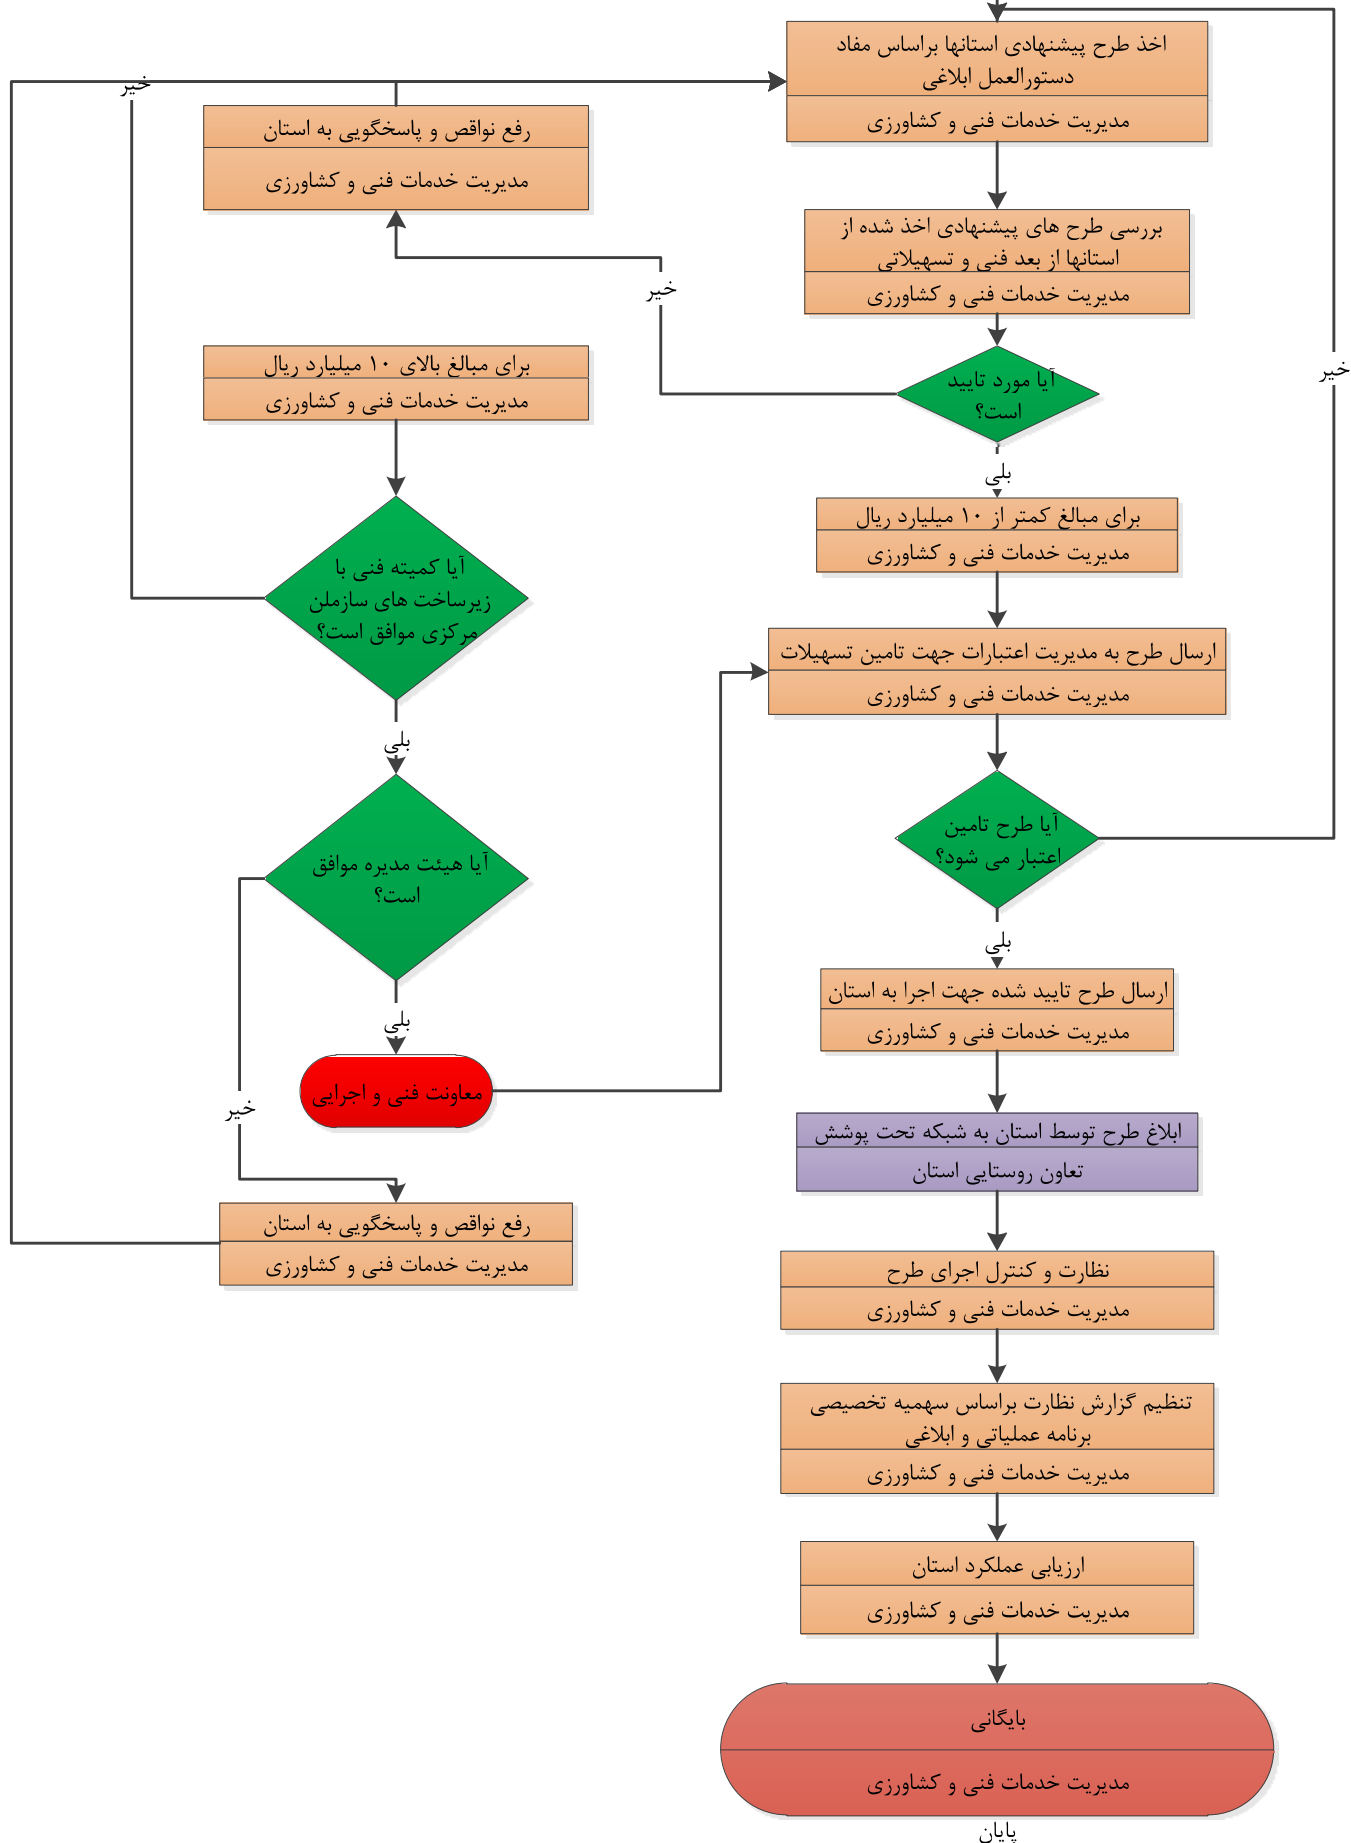 اخذ طرح پیشنهادی استانها براساس مفاد
دستورالعمل ابلاغی
مدیریت خدمات فنی و کشاورزی
بررسی طرح های پیشنهادی اخذ شده از
استانها از بعد فنی و تسهیلاتی
مدیریت خدمات فنی و کشاورزی
آیا مورد تایید
است؟
خیر
بلی
برای مبالغ کمتر از ۱۰ میلیارد ریال
مدیریت خدمات فنی و کشاورزی
ارسال طرح به مدیریت اعتبارات جهت تامین تسهیلات
مدیریت خدمات فنی و کشاورزی
آیا طرح تامین
اعتبار می شود؟
خیر
بلی
ارسال طرح تایید شده جهت اجرا به استان
مدیریت خدمات فنی و کشاورزی
ابلاغ طرح توسط استان به شبکه تحت پوشش
تعاون روستایی استان
نظارت و کنترل اجرای طرح
مدیریت خدمات فنی و کشاورزی
تنظیم گزارش نظارت براساس سهمیه تخصیصی
برنامه عملیاتی و ابلاغی
مدیریت خدمات فنی و کشاورزی
ارزیابی عملکرد استان
مدیریت خدمات فنی و کشاورزی
بایگانی
مدیریت خدمات فنی و کشاورزی
پایان
خیر
رفع نواقص و پاسخگویی به استان
مدیریت خدمات فنی و کشاورزی
برای مبالغ بالای ۱۰ میلیارد ریال
مدیریت خدمات فنی و کشاورزی
آیا کمیته فنی با
زیرساخت های سازملن
مرکزی موافق است؟
بلی
آیا هیئت مدیره موافق
است؟
بلی
معاونت فنی و اجرایی
خیر
رفع نواقص و پاسخگویی به استان
مدیریت خدمات فنی و کشاورزی